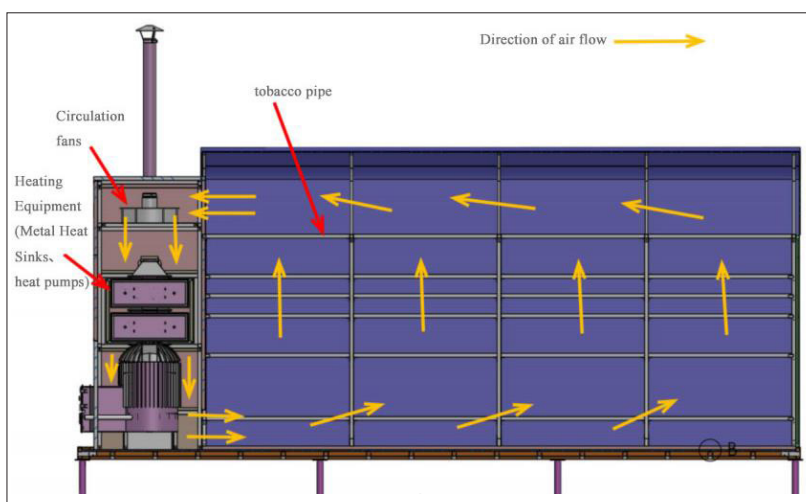 Direction of air flow
tobacco pipe
Circulation
fans
Heating
Equipment
(Metal Heat
Sinks、
heat pumps)
B